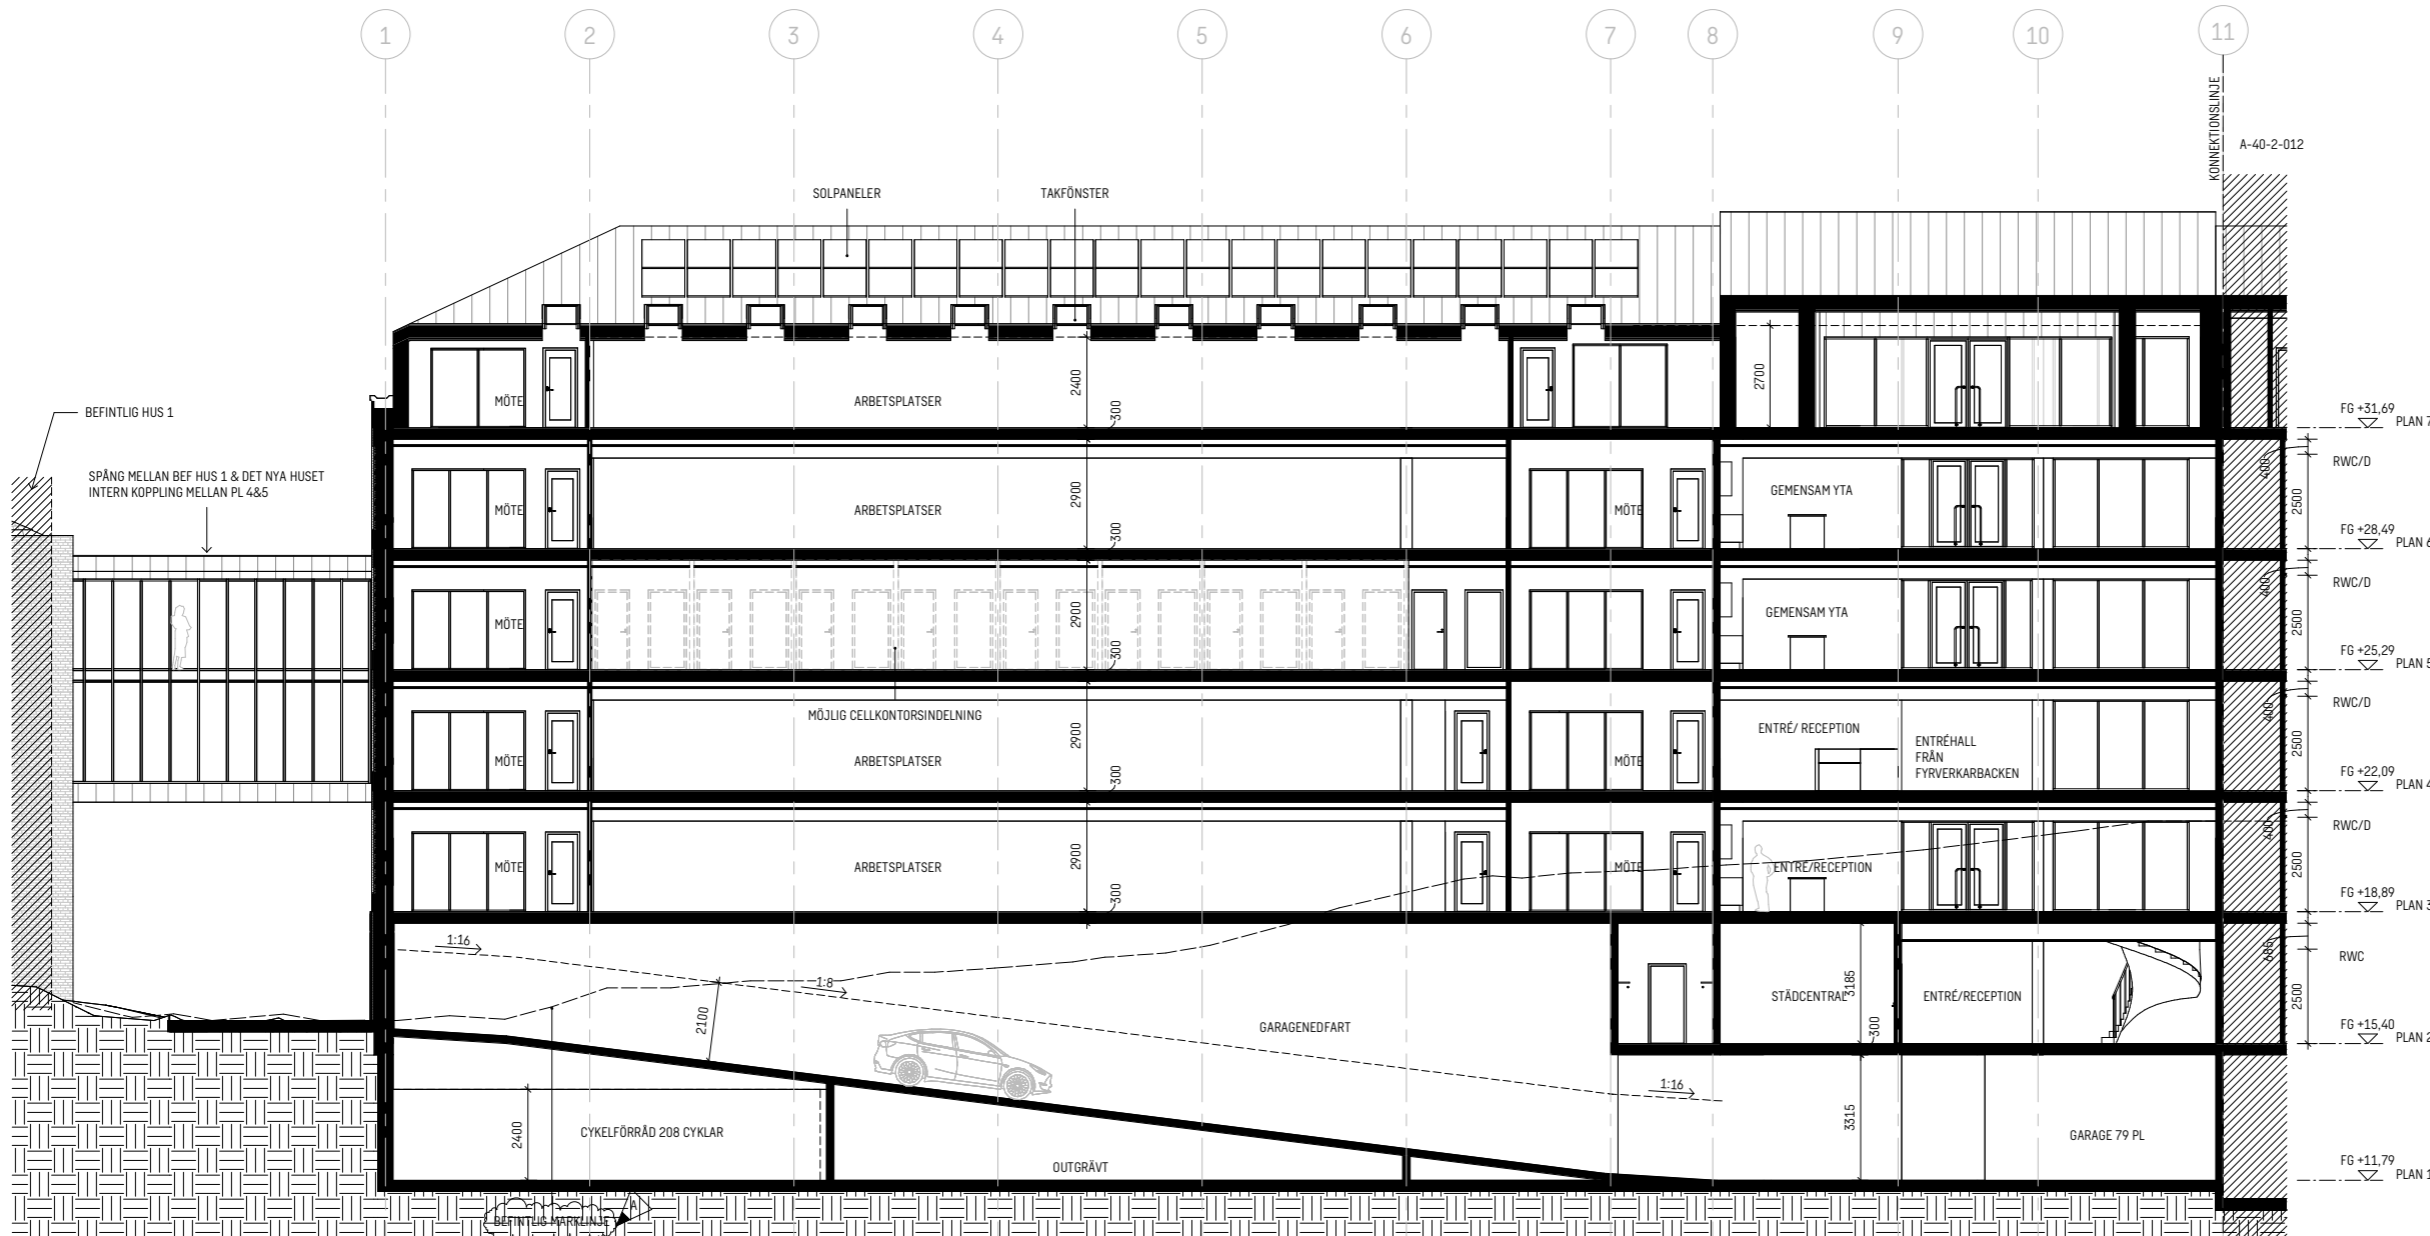 1
2
3
4
5
6
7
8
9
10
11
KONNEKTIONSLINJE
A-40-2-012
SOLPANELER
TAKFÖNSTER
2400
2700
MÖTE
ARBETSPLATSER
300
BEFINTLIG HUS 1
FG +31,69
PLAN 7
SPÅNG MELLAN BEF HUS 1 & DET NYA HUSET
INTERN KOPPLING MELLAN PL 4&5
400
RWC/D
2900
MÖTE
ARBETSPLATSER
MÖTE
GEMENSAM YTA
2500
300
FG +28,49
PLAN 6
400
RWC/D
2900
MÖTE
GEMENSAM YTA
2500
300
FG +25,29
PLAN 5
400
RWC/D
MÖJLIG CELLKONTORSINDELNING
2900
MÖTE
ARBETSPLATSER
MÖTE
ENTRÉ/ RECEPTION
ENTRÉHALL
FRÅN
FYRVERKARBACKEN
2500
300
FG +22,09
PLAN 4
400
RWC/D
2900
MÖTE
ARBETSPLATSER
MÖTE
ENTRÉ/RECEPTION
2500
300
FG +18,89
PLAN 3
1:16
1:8
685
RWC
2100
STÄDCENTRAL
3185
ENTRÉ/RECEPTION
2500
GARAGENEDFART
300
FG +15,40
PLAN 2
1:16
2400
CYKELFÖRRÅD 208 CYKLAR
3315
GARAGE 79 PL
OUTGRÄVT
FG +11,79
PLAN 1
A
BEFINTLIG MARKLINJE